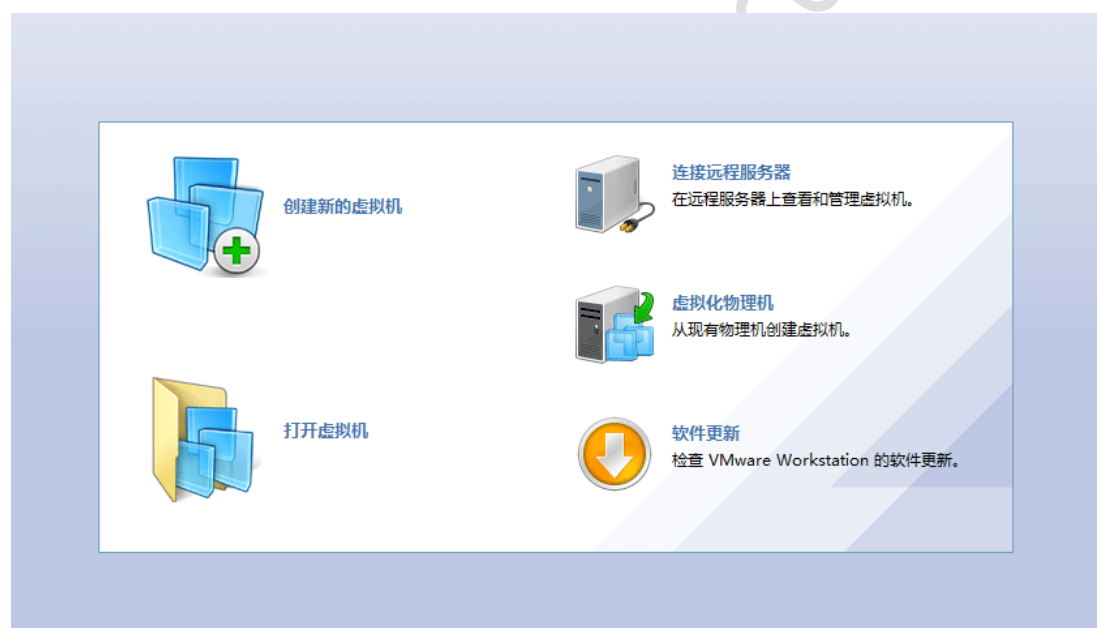 创建新的虚拟机
打开虚拟机
连接远程服务器
在远程服务器上查看和管理虚拟机。
虚拟化物理机
从现有物理机创建虚拟机。
软件更新
检查 VMware Workstation 的软件更新。